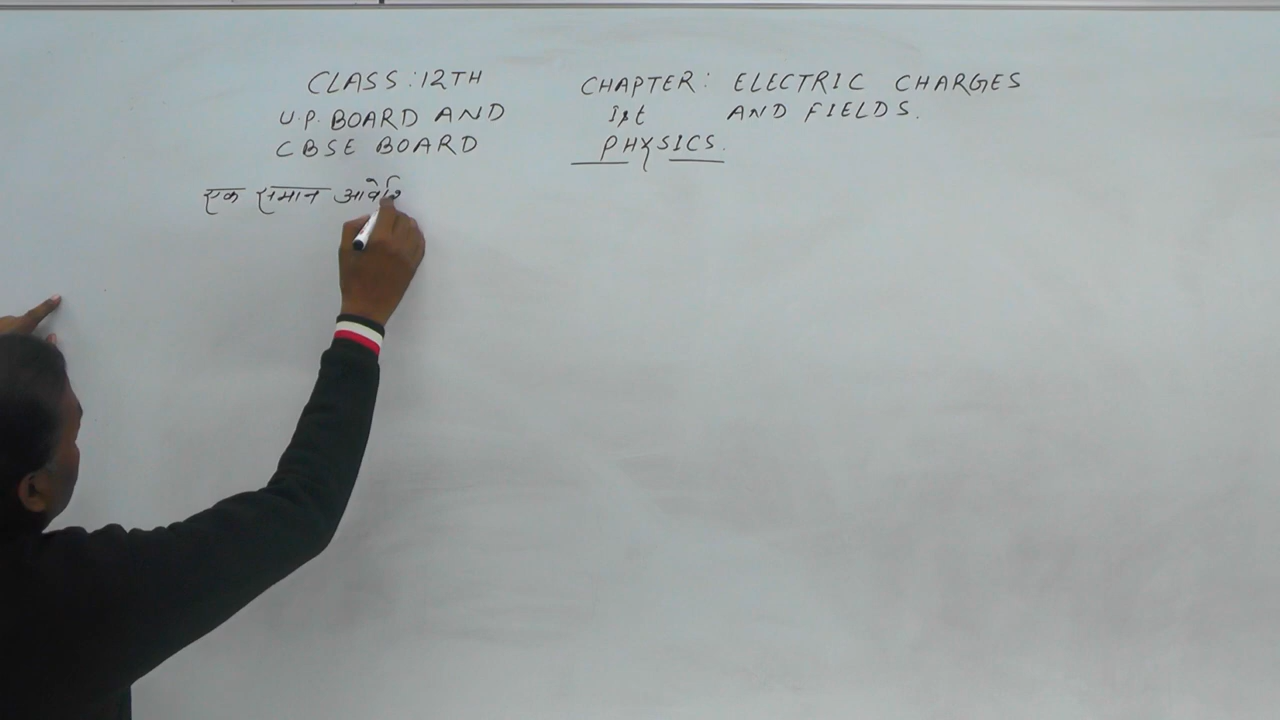 CLASS : 12TH
U.P. BOARD AND
CBSE BOARD
CHAPTER : ELECTRIC CHARGES
1st AND FIELDS.
PHYSICS.
एक समान